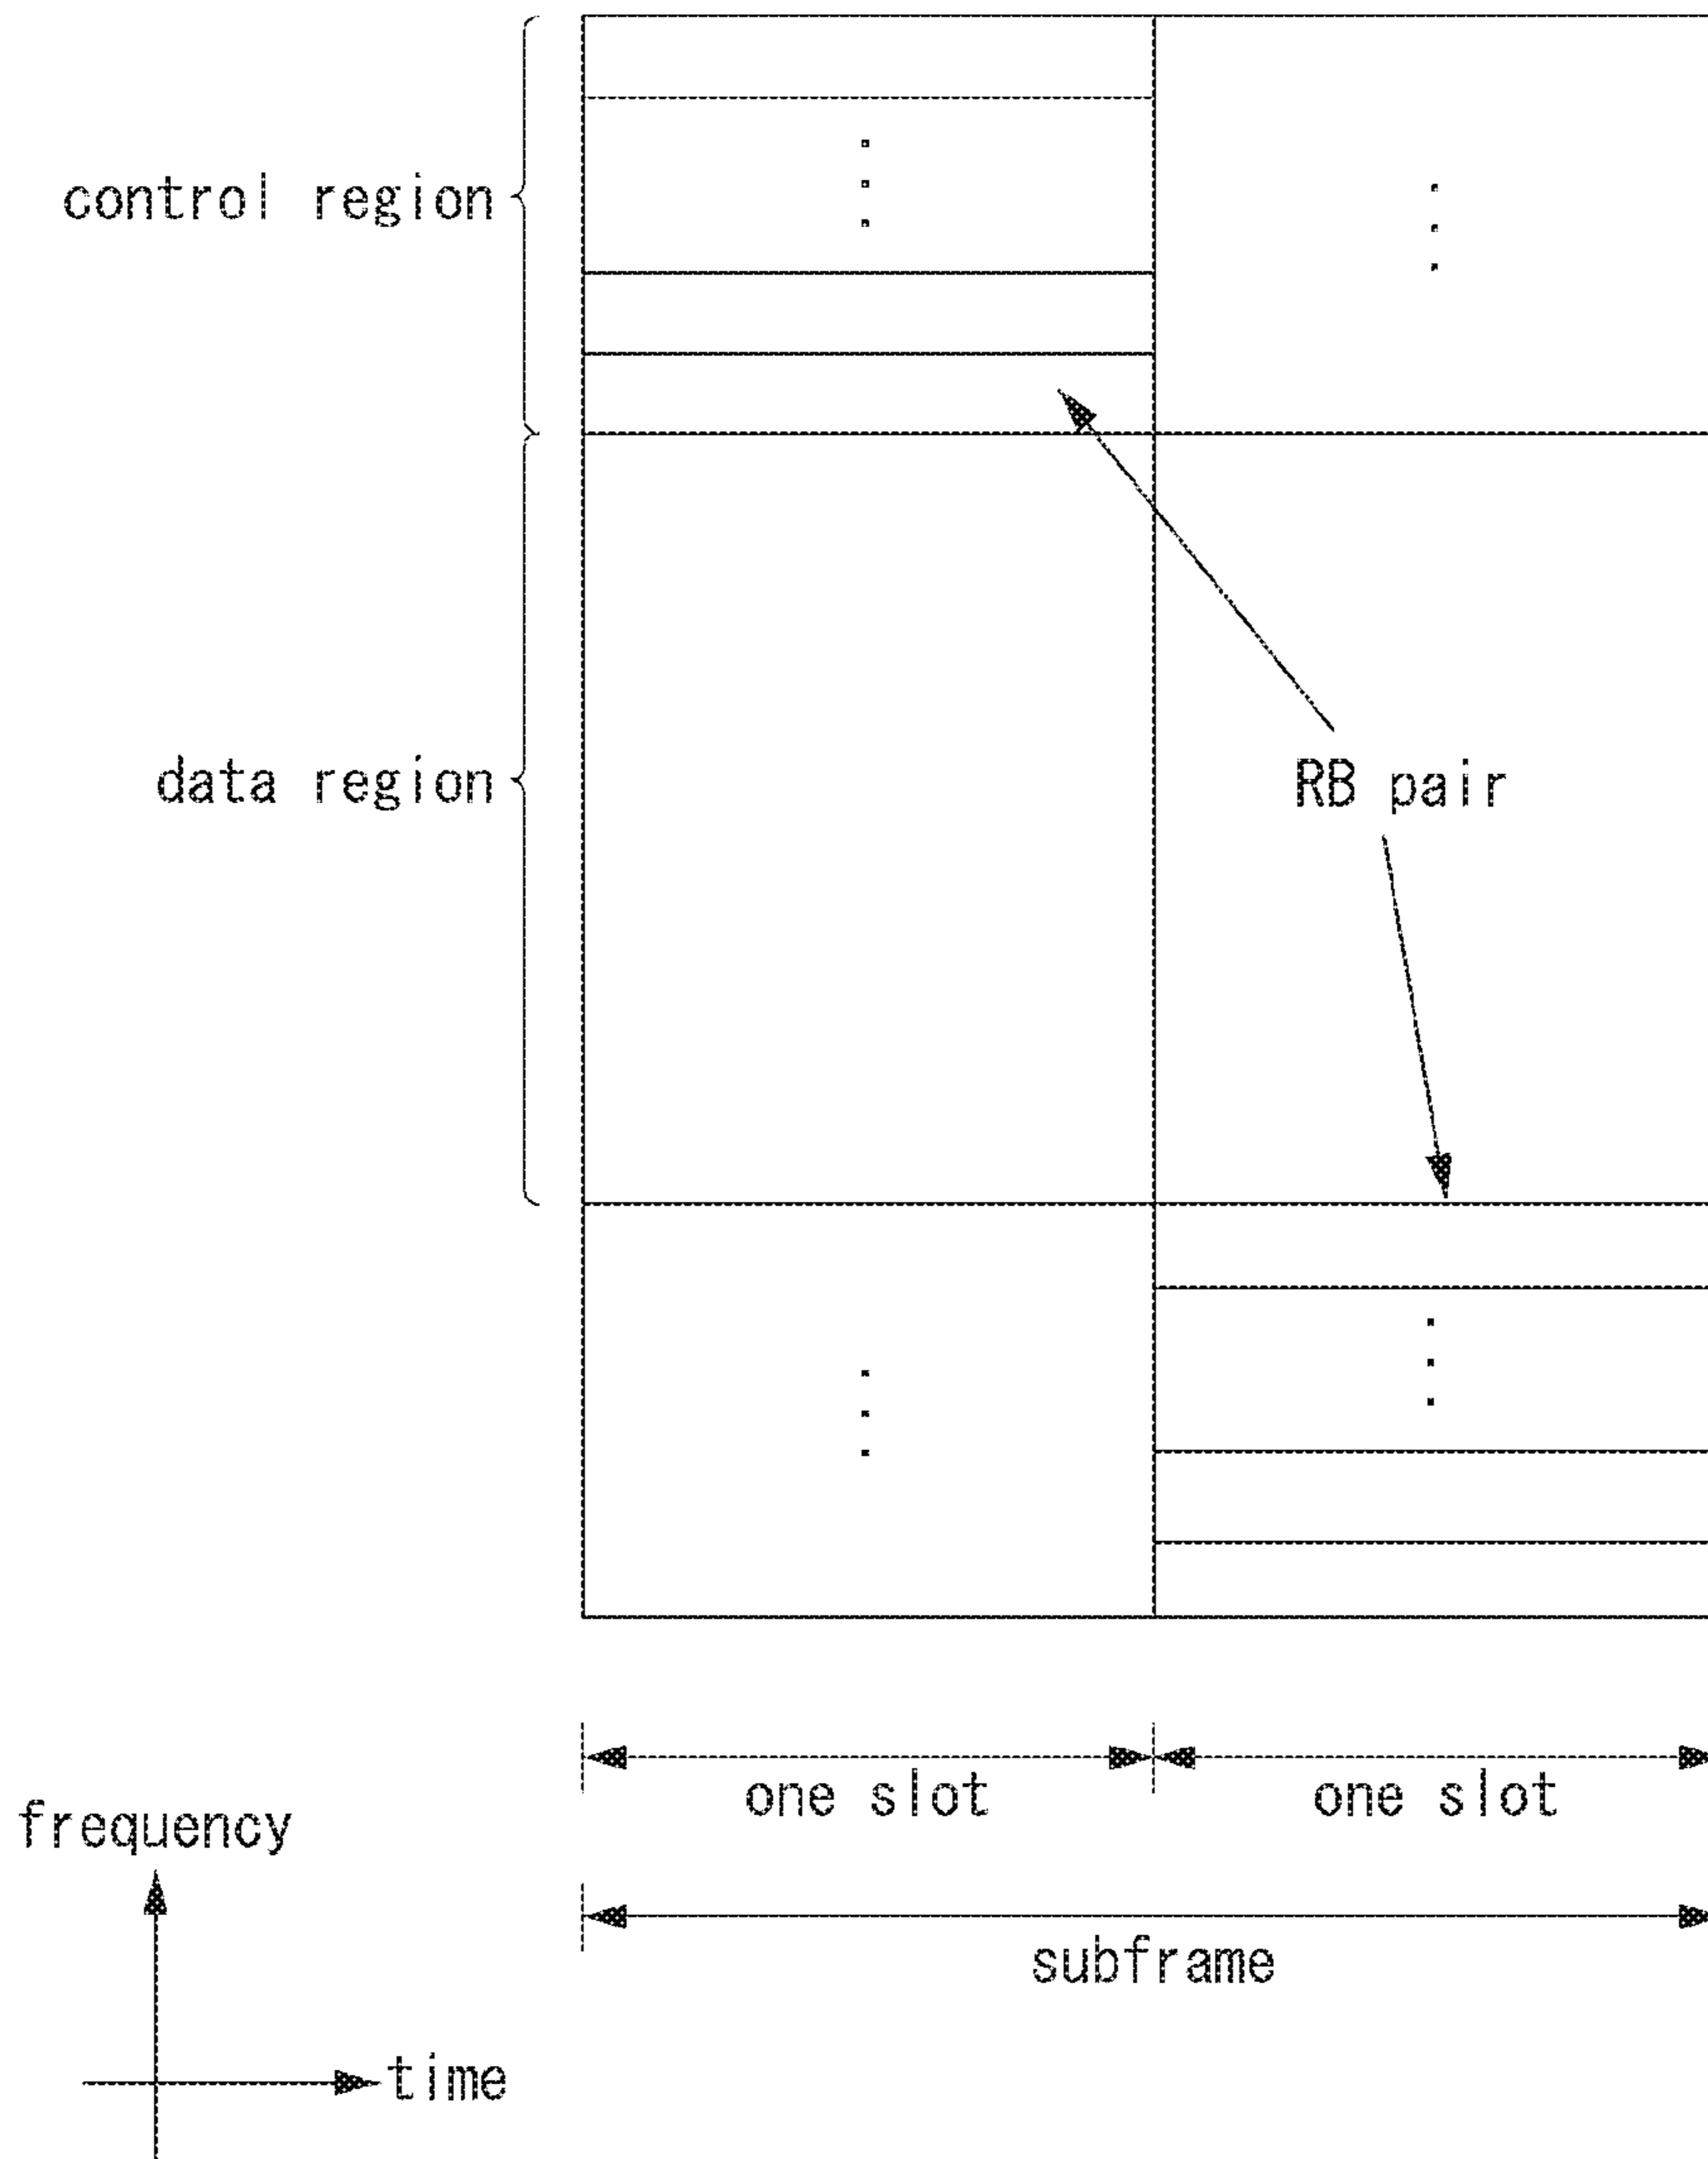 control region
data region
RB pair
one slot
one slot
frequency
subframe
time